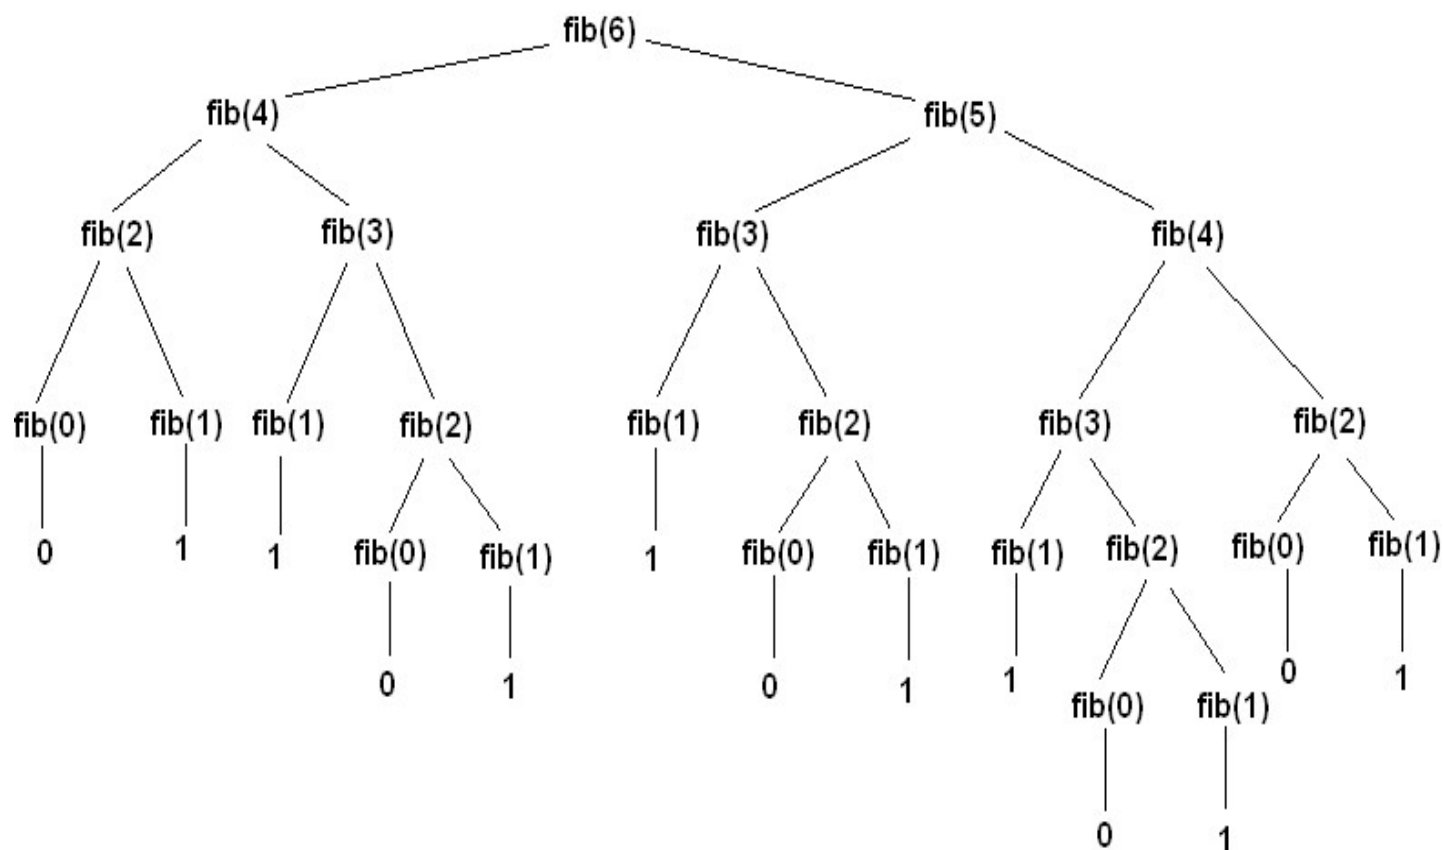 fib(6)
fib(4) fib(5)
fib(2) fib(3) fib(3) fib(4)
fib(0) fib(1) fib(1) fib(2) fib(1) fib(2) fib(3) fib(2)
0 1 1 fib(0) fib(1) 1 fib(0) fib(1) fib(1) fib(2) fib(0) fib(1)
0 1 0 1 1 0 1
fib(0) fib(1)
0 1